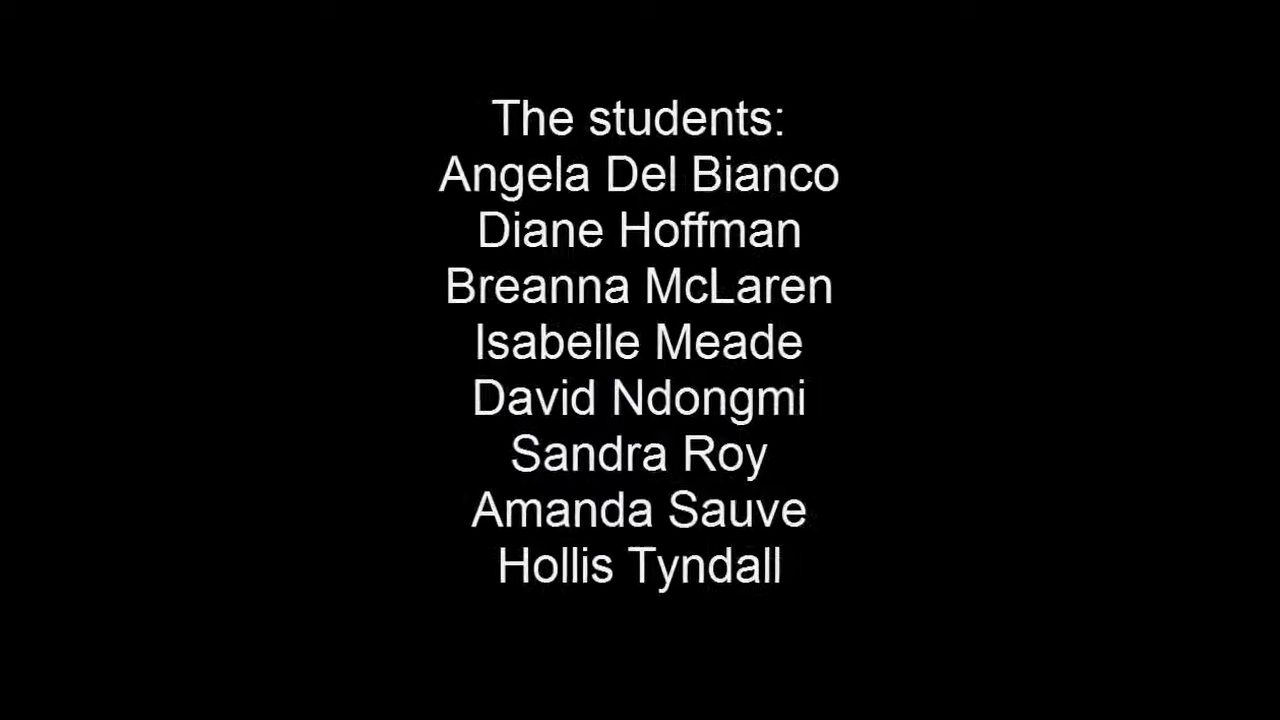 The students:
Angela Del Bianco
Diane Hoffman
Breanna McLaren
Isabelle Meade
David Ndongmi
Sandra Roy
Amanda Sauve
Hollis Tyndall